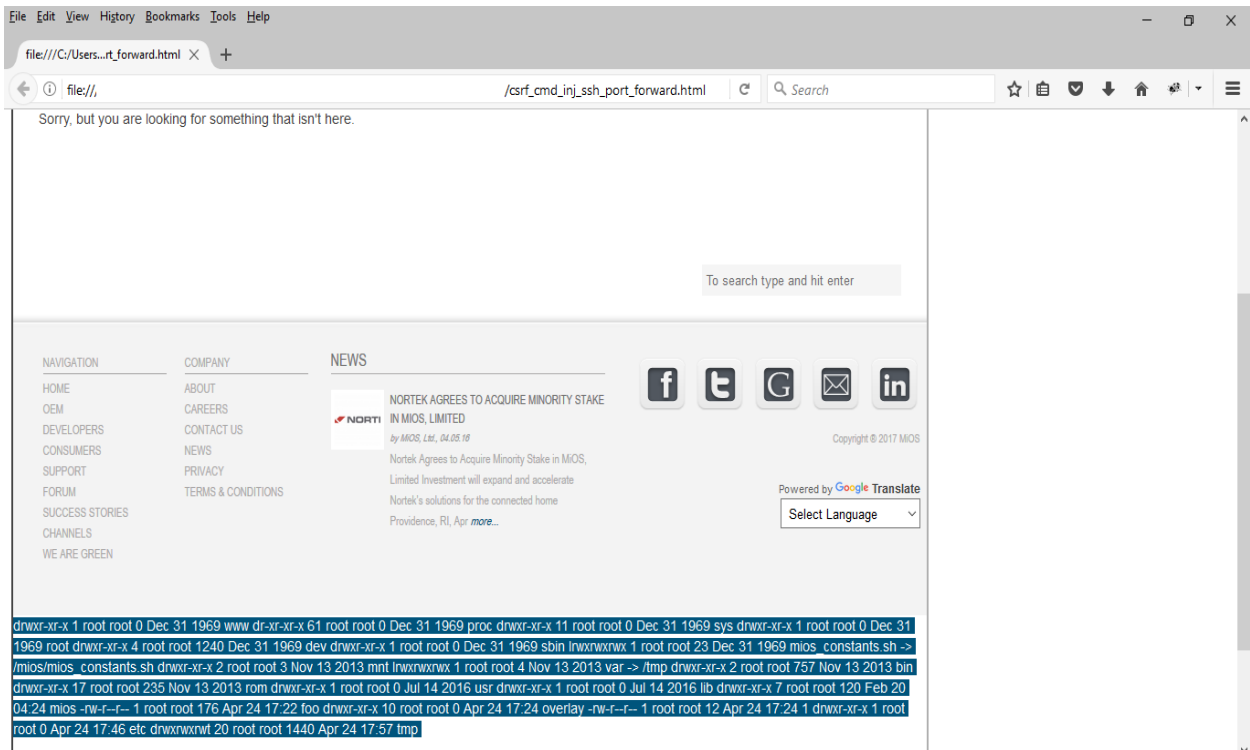 File Edit View History Bookmarks Tools Help
file:///C:/Users...rt_forward.html
file://, /csrf_cmd_inj_ssh_port_forward.html Search
Sorry, but you are looking for something that isn't here.
To search type and hit enter
NAVIGATION
HOME
OEM
DEVELOPERS
CONSUMERS
SUPPORT
FORUM
SUCCESS STORIES
CHANNELS
WE ARE GREEN
COMPANY
ABOUT
CAREERS
CONTACT US
NEWS
PRIVACY
TERMS & CONDITIONS
NEWS
NORTI
NORTEK AGREES TO ACQUIRE MINORITY STAKE
IN MIOS, LIMITED
by MiOS, Ltd., 04.05.16
Nortek Agrees to Acquire Minority Stake in MiOS,
Limited Investment will expand and accelerate
Nortek's solutions for the connected home
Providence, RI, Apr more...
Copyright © 2017 MiOS
Powered by Google Translate
Select Language
drwxr-xr-x 1 root root 0 Dec 31 1969 www dr-xr-xr-x 61 root root 0 Dec 31 1969 proc drwxr-xr-x 11 root root 0 Dec 31 1969 sys drwxr-xr-x 1 root root 0 Dec 31
1969 root drwxr-xr-x 4 root root 1240 Dec 31 1969 dev drwxr-xr-x 1 root root 0 Dec 31 1969 sbin lrwxrwxrwx 1 root root 23 Dec 31 1969 mios_constants.sh ->
/mios/mios_constants.sh drwxr-xr-x 2 root root 3 Nov 13 2013 mnt lrwxrwxrwx 1 root root 4 Nov 13 2013 var -> /tmp drwxr-xr-x 2 root root 757 Nov 13 2013 bin
drwxr-xr-x 17 root root 235 Nov 13 2013 rom drwxr-xr-x 1 root root 0 Jul 14 2016 usr drwxr-xr-x 1 root root 0 Jul 14 2016 lib drwxr-xr-x 7 root root 120 Feb 20
04:24 mios -rw-r--r-- 1 root root 176 Apr 24 17:22 foo drwxr-xr-x 10 root root 0 Apr 24 17:24 overlay -rw-r--r-- 1 root root 12 Apr 24 17:24 1 drwxr-xr-x 1 root
root 0 Apr 24 17:46 etc drwxrwxrwt 20 root root 1440 Apr 24 17:57 tmp